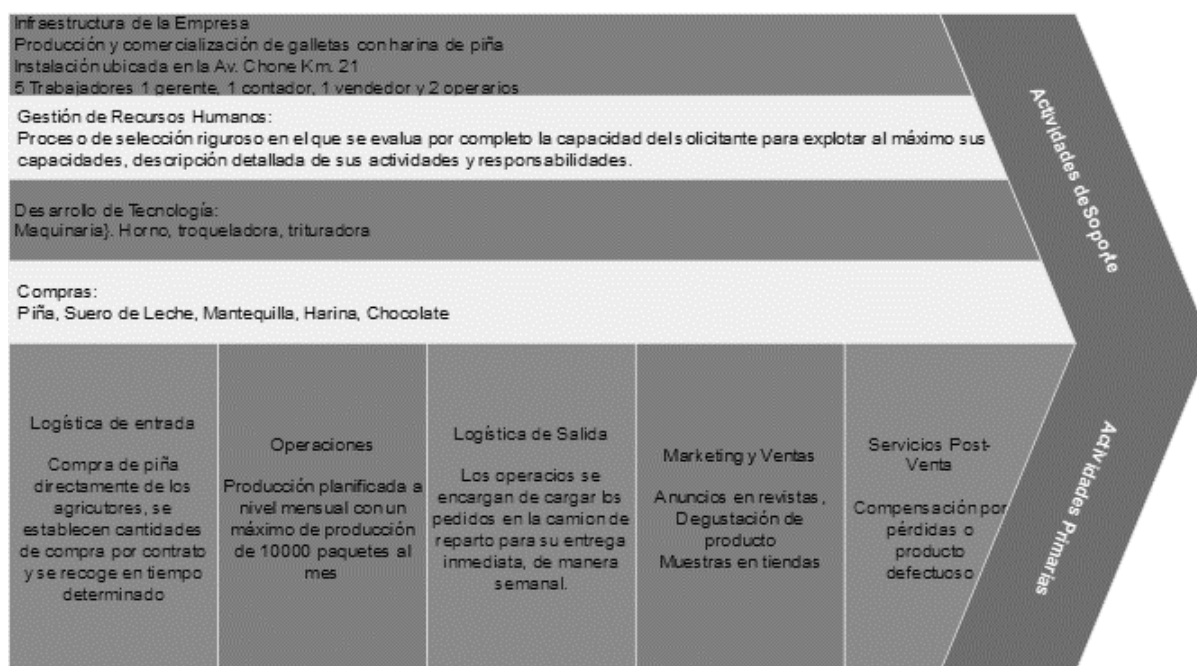 Infraestructura de la Empresa
Producción y comercialización de galletas con harina de piña
Instalación ubicada en la Av. Chone Km. 21
5 Trabajadores 1 gerente, 1 contador, 1 vendedor y 2 operarios
Gestión de Recursos Humanos:
Proceso de selección riguroso en el que se evalua por completo la capacidad del solicitante para explotar al máximo sus
capacidades, descripción detallada de sus actividades y responsabilidades.
Desarrollo de Tecnología:
Maquinaria}. Horno, troqueladora, trituradora
Compras:
Piña, Suero de Leche, Mantequilla, Harina, Chocolate
Actividades de Soporte
Logística de entrada
Compra de piña
directamente de los
agricutores, se
establecen cantidades
de compra por contrato
y se recoge en tiempo
determinado
Operaciones
Producción planificada a
nivel mensual con un
máximo de producción
de 10000 paquetes al
mes
Logística de Salida
Los operacios se
encargan de cargar los
pedidos en la camion de
reparto para su entrega
inmediata, de manera
semanal.
Marketing y Ventas
Anuncios en revistas,
Degustación de
producto
Muestras en tiendas
Servicios Post-
Venta
Compensación por
pérdidas o
producto
defectuoso
Actividades Primarias